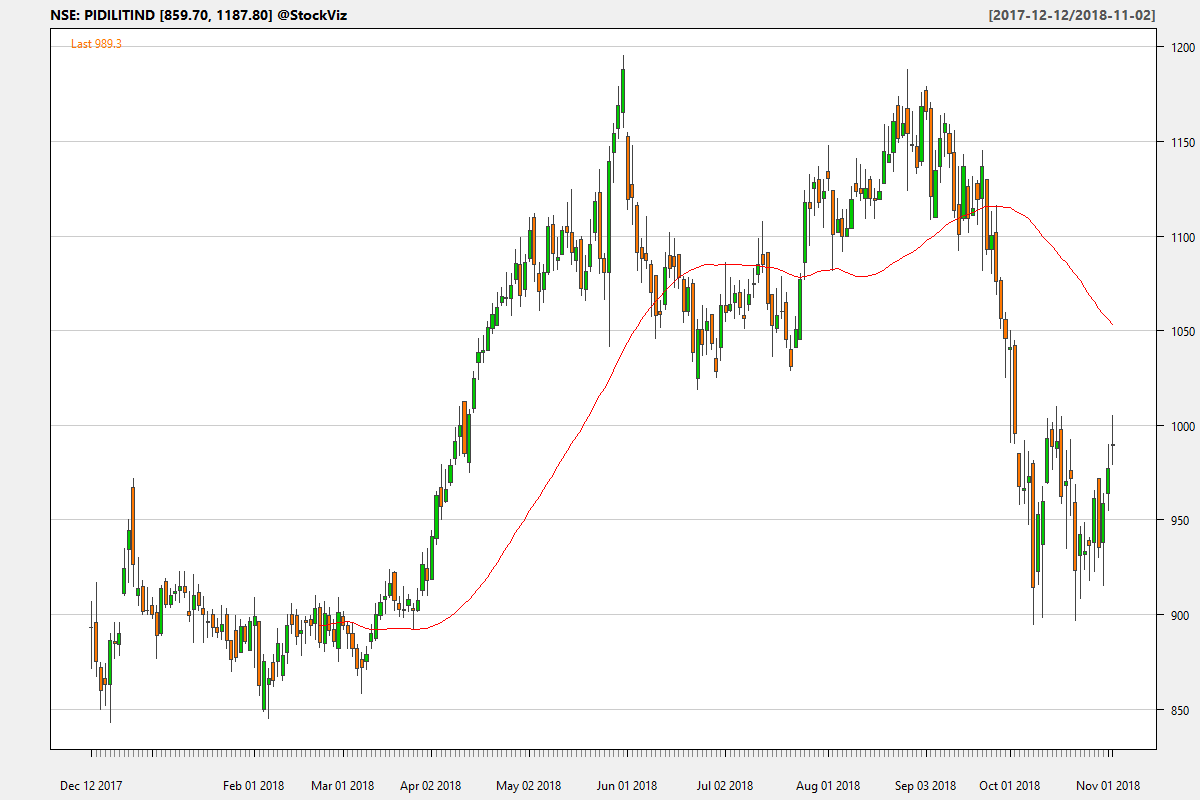 NSE: PIDILITIND [859.70, 1187.80] @StockViz [2017-12-12/2018-11-02]
Last 989.3
1200
1150
1100
1050
1000
950
900
850
Dec 12 2017 Feb 01 2018 Mar 01 2018 Apr 02 2018 May 02 2018 Jun 01 2018 Jul 02 2018 Aug 01 2018 Sep 03 2018 Oct 01 2018 Nov 01 2018